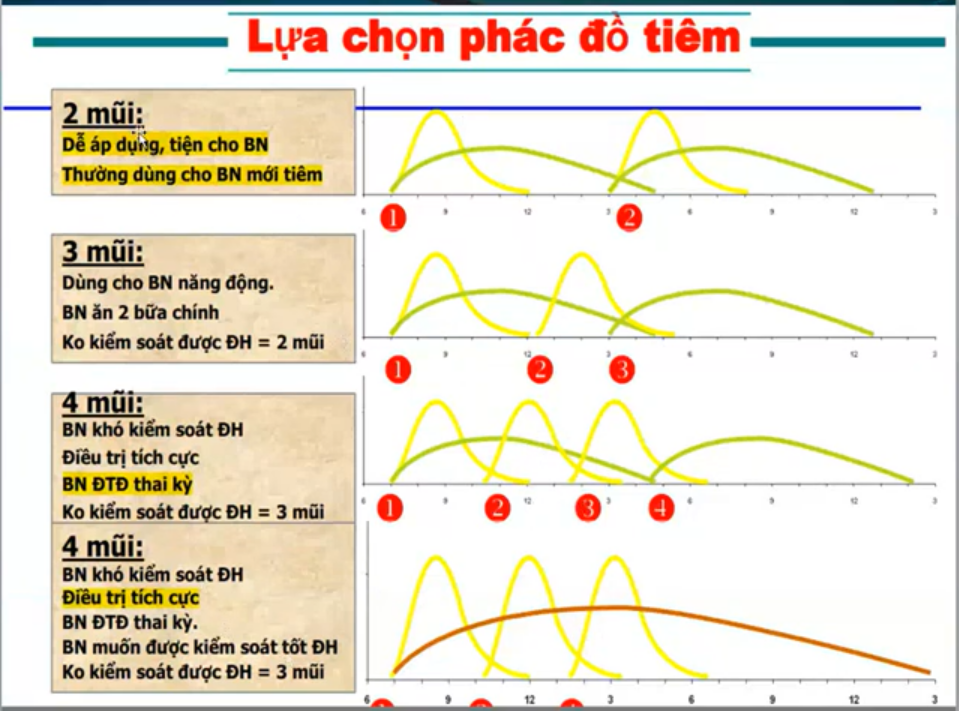 Lựa chọn phác đồ tiêm
2 mũi:
Dễ áp dụng, tiện cho BN
Thường dùng cho BN mới tiêm
6 9 12 3 6 9 12 3
1 2
3 mũi:
Dùng cho BN năng động.
BN ăn 2 bữa chính
Ko kiểm soát được ĐH = 2 mũi
6 9 12 3 6 9 12 3
1 2 3
4 mũi:
BN khó kiểm soát ĐH
Điều trị tích cực
BN ĐTĐ thai kỳ
Ko kiểm soát được ĐH = 3 mũi
6 9 12 3 6 9 12 3
1 2 3 4
4 mũi:
BN khó kiểm soát ĐH
Điều trị tích cực
BN ĐTĐ thai kỳ.
BN muốn được kiểm soát tốt ĐH
Ko kiểm soát được ĐH = 3 mũi
6 9 12 3 6 9 12 3